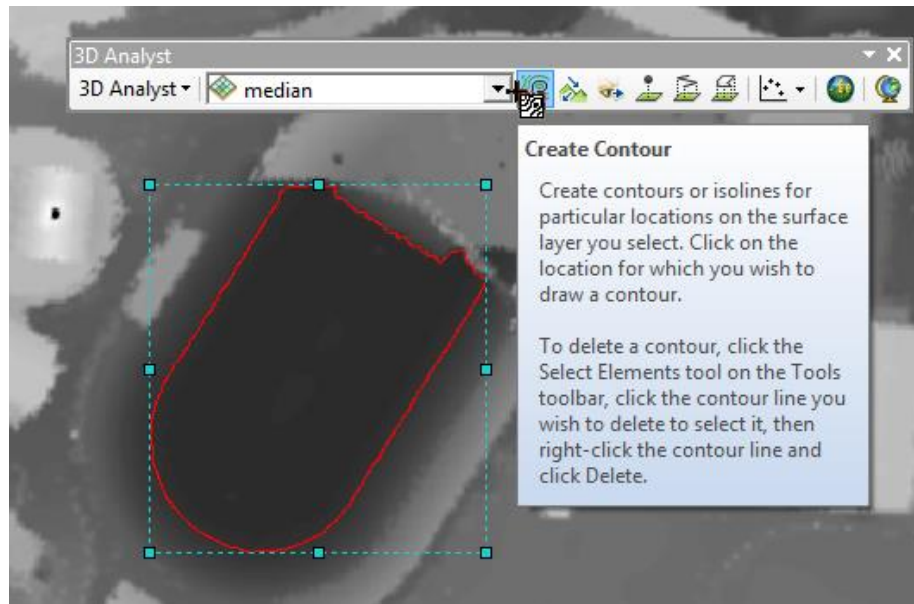 3D Analyst
3D Analyst median
Create Contour
Create contours or isolines for
particular locations on the surface
layer you select. Click on the
location for which you wish to
draw a contour.
To delete a contour, click the
Select Elements tool on the Tools
toolbar, click the contour line you
wish to delete to select it, then
right-click the contour line and
click Delete.